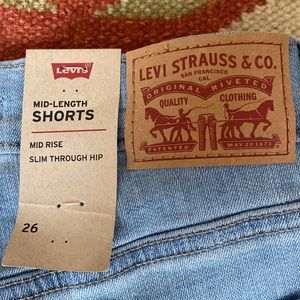 Levi's
MID-LENGTH
SHORTS
MID RISE
SLIM THROUGH HIP
26
LEVI STRAUSS & CO.
SAN FRANCISCO
CAL.
ORIGINAL RIVETED
QUALITY CLOTHING
PATENTED MAY 20 1873